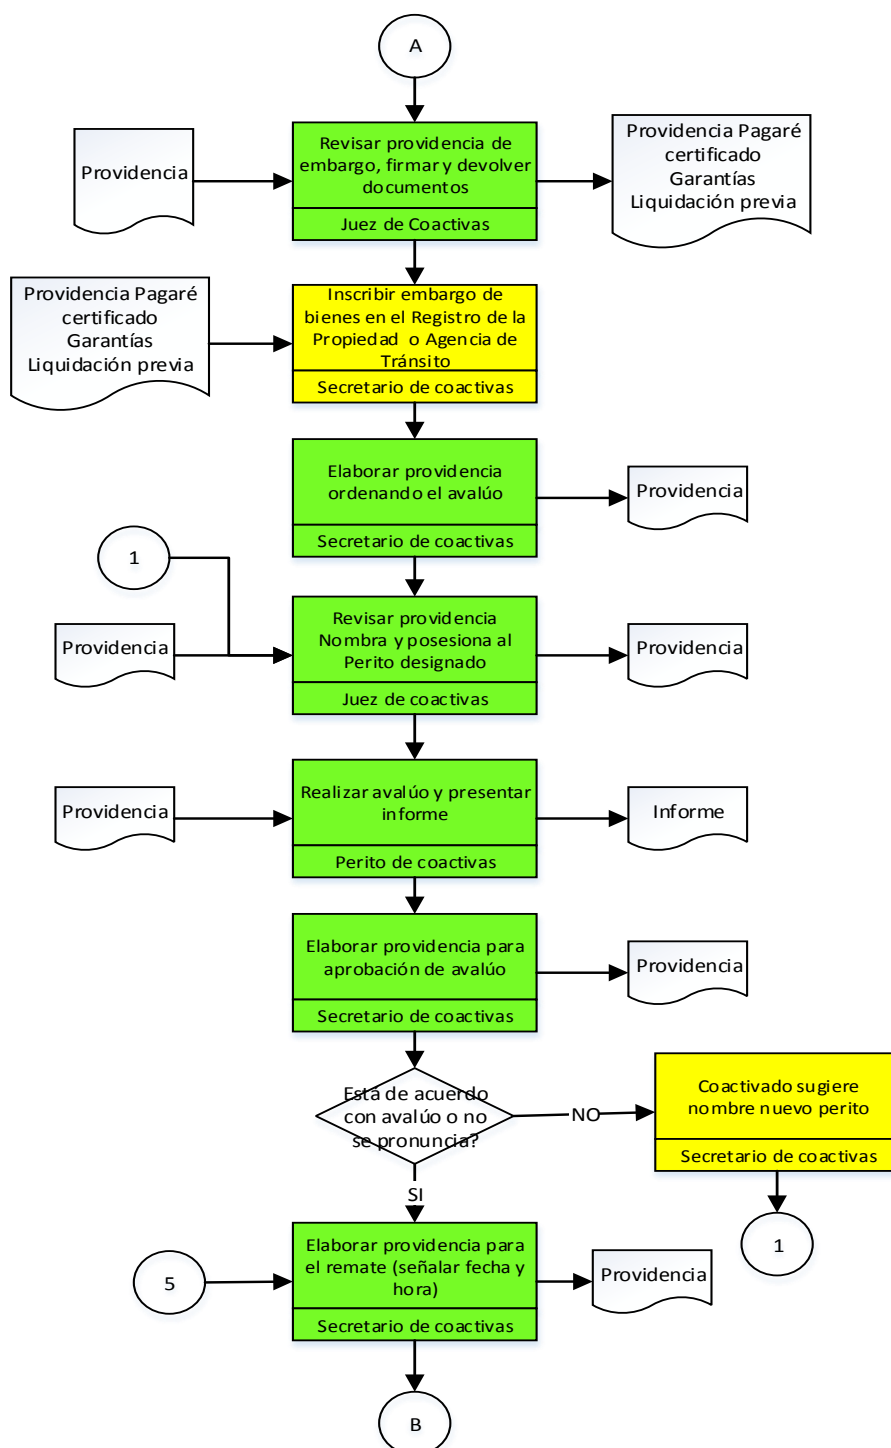 A
Providencia
Revisar providencia de
embargo, firmar y devolver
documentos
Juez de Coactivas
Providencia Pagaré
certificado
Garantías
Liquidación previa
Providencia Pagaré
certificado
Garantías
Liquidación previa
Inscribir embargo de
bienes en el Registro de la
Propiedad o Agencia de
Tránsito
Secretario de coactivas
Elaborar providencia
ordenando el avalúo
Secretario de coactivas
Providencia
1
Providencia
Revisar providencia
Nombra y posesiona al
Perito designado
Juez de coactivas
Providencia
Providencia
Realizar avalúo y presentar
informe
Perito de coactivas
Informe
Elaborar providencia para
aprobación de avalúo
Secretario de coactivas
Providencia
Está de acuerdo
con avalúo o no
se pronuncia?
NO
Coactivado sugiere
nombre nuevo perito
Secretario de coactivas
1
SI
5
Elaborar providencia para
el remate (señalar fecha y
hora)
Secretario de coactivas
Providencia
B